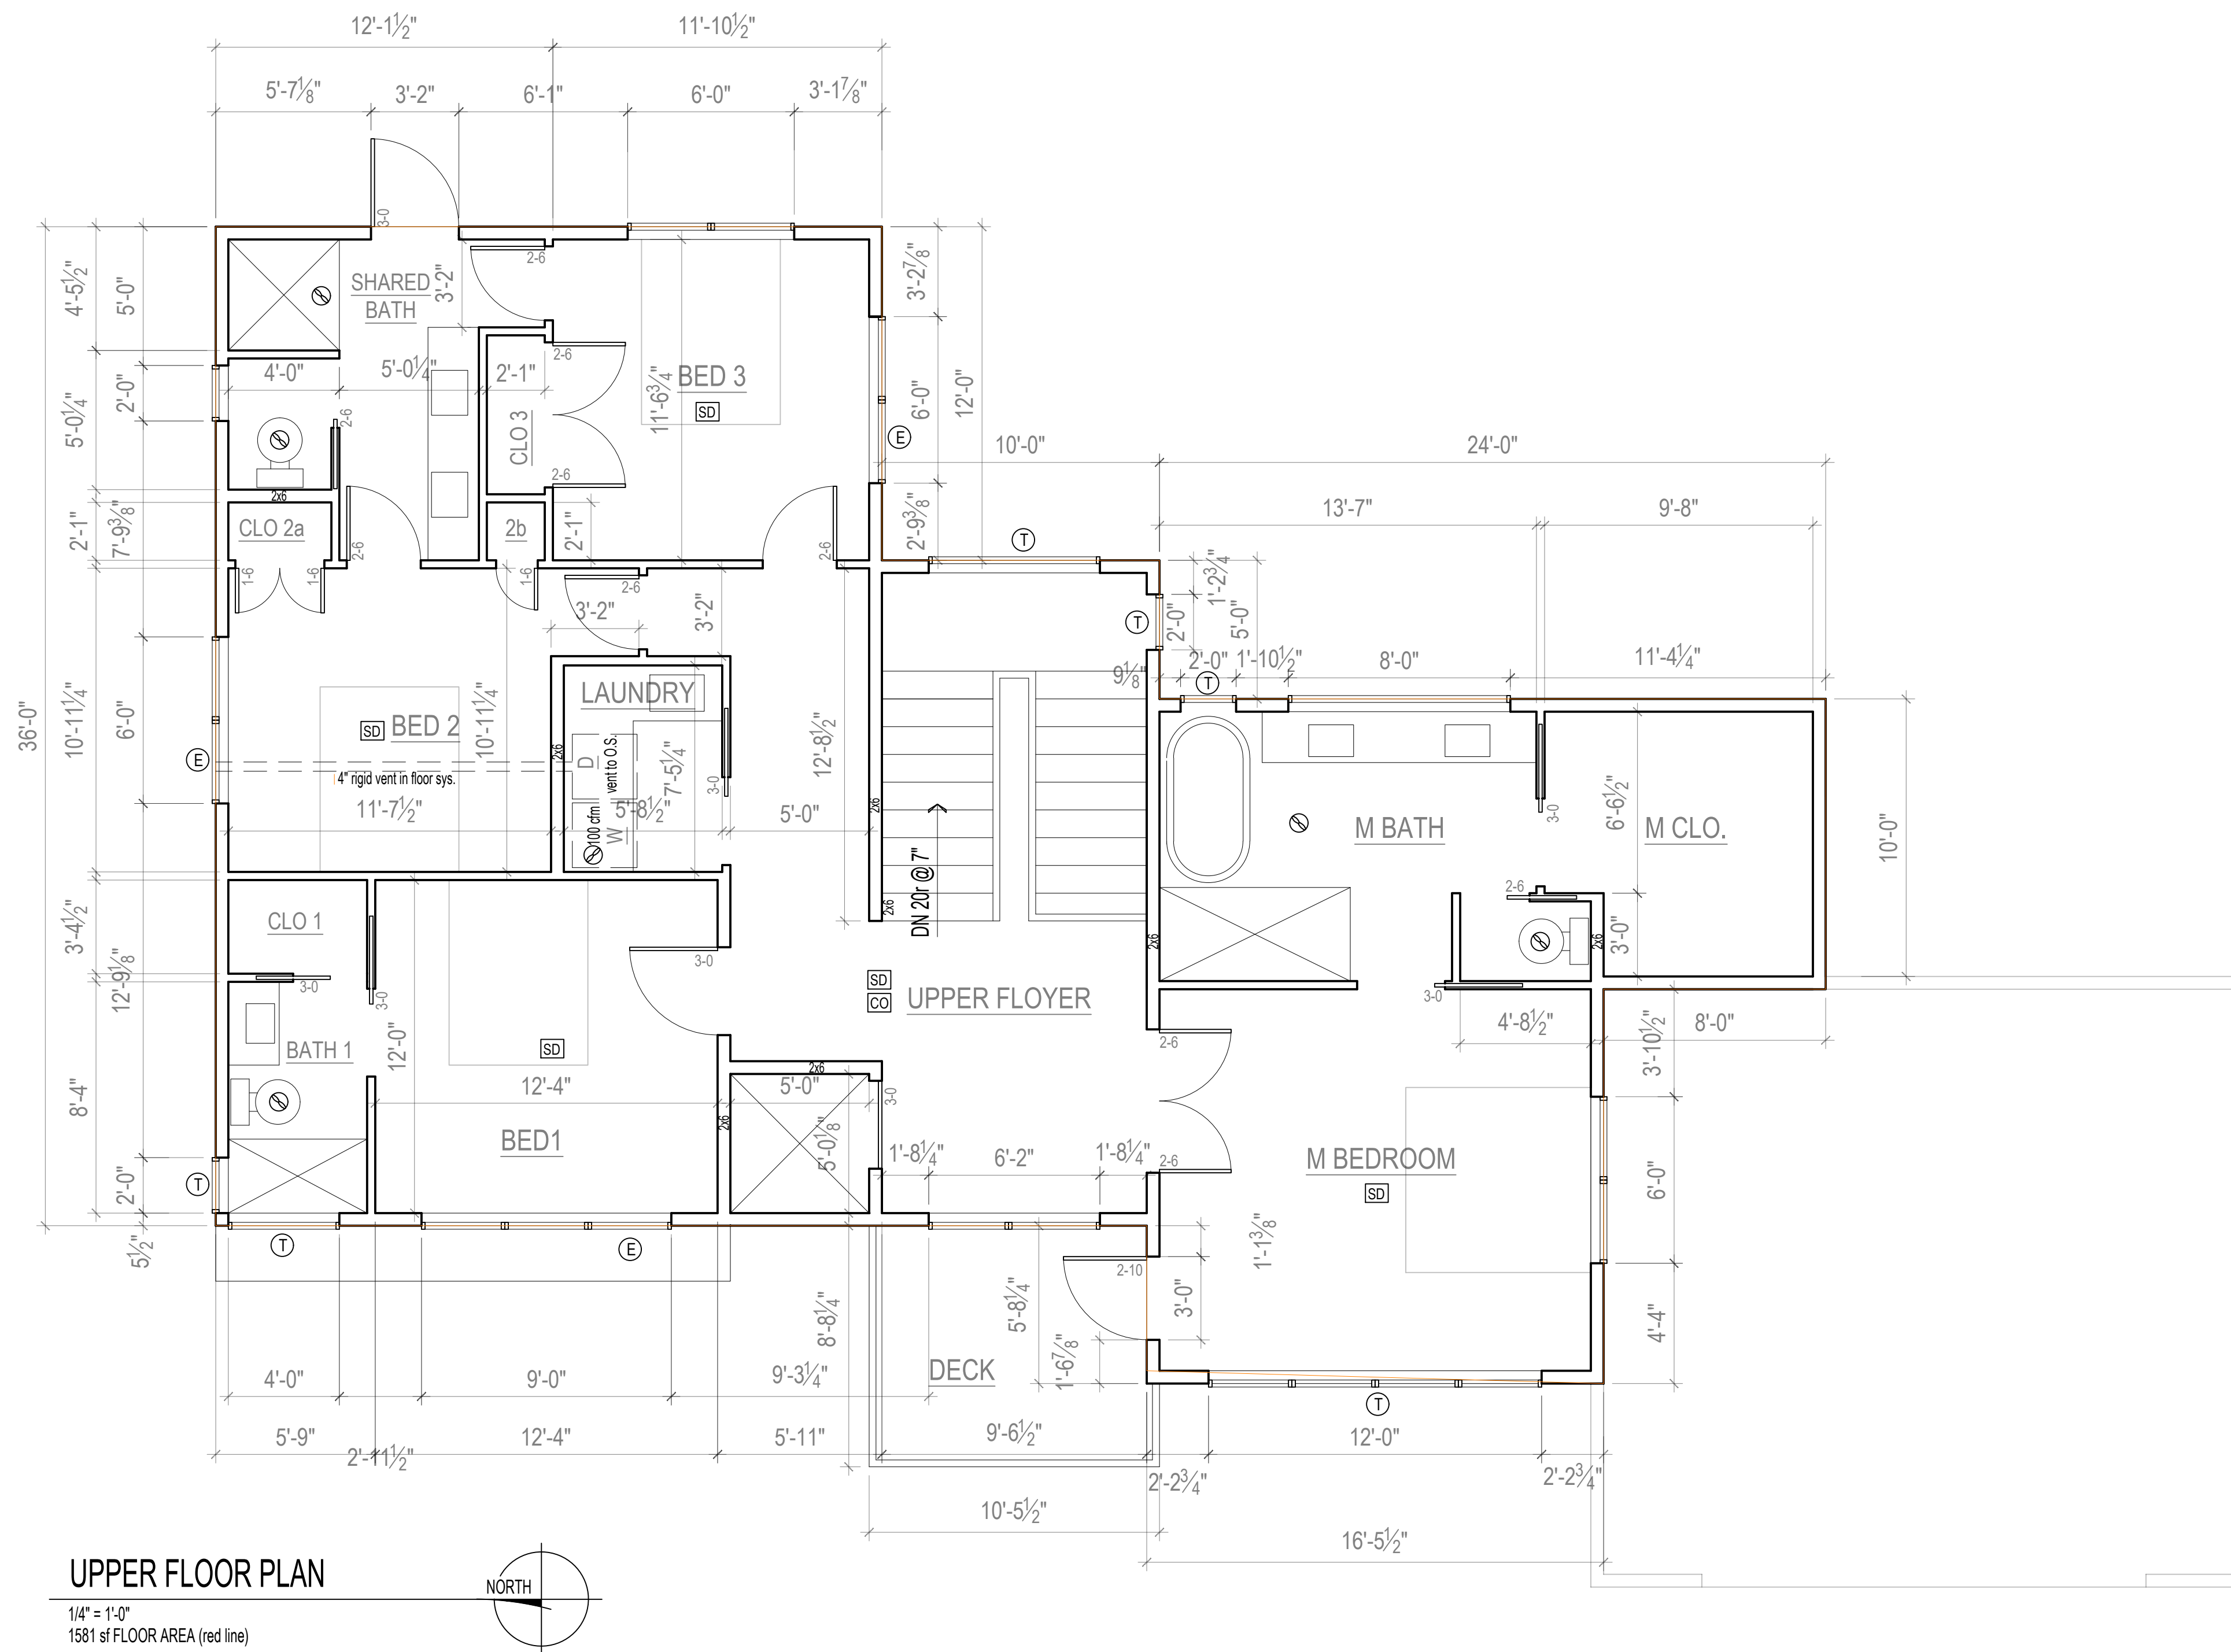 12'-1½" 11'-10½"
5'-7⅛" 3'-2" 6'-1" 6'-0" 3'-1⅞"
3-0
2-6
4'-5½"
5'-0"
SHARED
BATH
3'-2"
3'-2⅞"
2-6
4'-0" 5'-0¼" 2'-1"
BED 3
11'-6¾"
SD
2'-0"
5'-0¼"
2-6
CLO 3
6'-0"
12'-0"
E
10'-0" 24'-0"
2-6
2x6
CLO 2a
2b
2'-1"
2'-1"
7'-9⅜"
2-6
2-6
2'-9⅜"
13'-7" 9'-8"
T
1-6
1-6
1-6
2-6
3'-2"
3'-2"
1'-2¾"
2'-0"
5'-0"
T
36'-0"
10'-11¼"
6'-0"
LAUNDRY
9⅛"
2'-0" 1'-10½" 8'-0" 11'-4¼"
T
SD BED 2
10'-11¼"
2x6
E
4" rigid vent in floor sys.
D
vent to O.S.
100 cfm
W
7'-5¼"
3-0
12'-8½"
2x6
11'-7½" 5'-8½" 5'-0"
DN 20r @ 7"
2x6
M BATH
M CLO.
3-0
6'-6½"
10'-0"
2-6
3'-0"
2x6
2x6
3'-4½"
12'-9⅛"
CLO 1
3-0
3-0
3-0
SD
CO
UPPER FLOYER
3-0
4'-8½" 8'-0"
3'-10½"
BATH 1
12'-0"
SD
2-6
8'-4"
12'-4"
2x6
5'-0"
3-0
2x6
5'-0⅛"
BED1
1'-8¼" 6'-2" 1'-8¼"
2-6
M BEDROOM
SD
6'-0"
2'-0"
T
5½"
T
E
2-10
1'-1⅜"
3'-0"
8'-8¼"
5'-8¼"
1'-6⅞"
4'-4"
DECK
4'-0" 9'-0" 9'-3¼"
T
5'-9" 12'-4" 5'-11" 9'-6½" 12'-0"
2'-11½"
2'-2¾" 2'-2¾"
10'-5½"
16'-5½"
UPPER FLOOR PLAN
NORTH
1/4" = 1'-0"
1581 sf FLOOR AREA (red line)